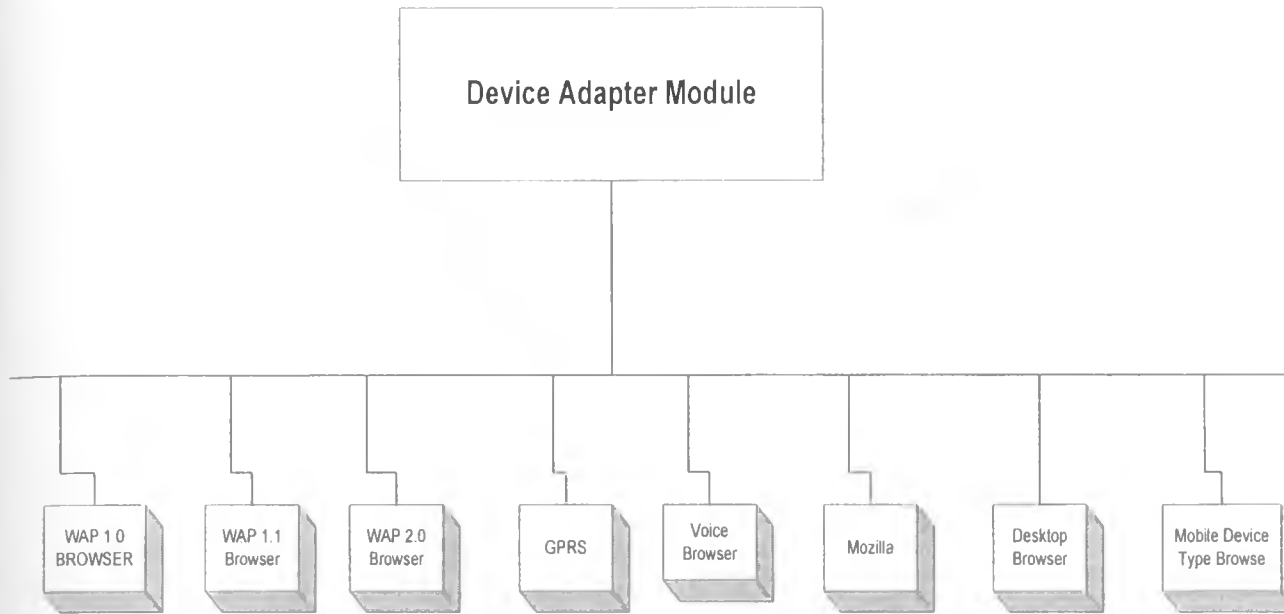 Device Adapter Module
WAP 1 0
BROWSER
WAP 1.1
Browser
WAP 2.0
Browser
GPRS
Voice
Browser
Mozilla
Desktop
Browser
Mobile Device
Type Browse